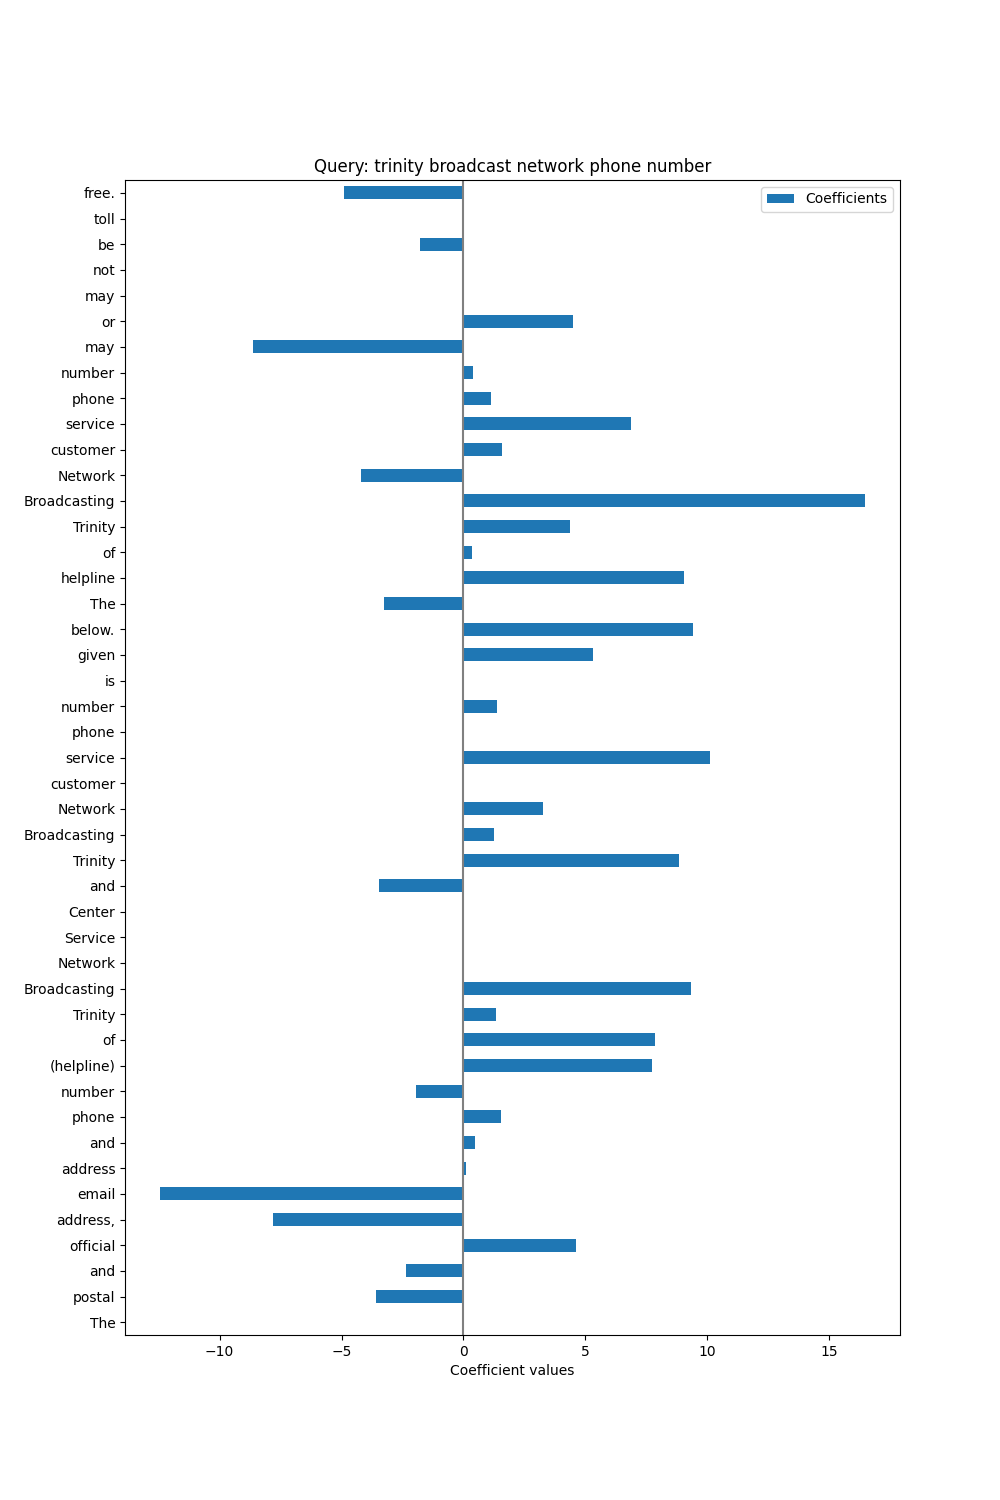 Query: trinity broadcast network phone number
Coefficients
free.
toll
be
not
may
or
may
number
phone
service
customer
Network
Broadcasting
Trinity
of
helpline
The
below.
given
is
number
phone
service
customer
Network
Broadcasting
Trinity
and
Center
Service
Network
Broadcasting
Trinity
of
(helpline)
number
phone
and
address
email
address,
official
and
postal
The
−10 −5 0 5 10 15
Coefficient values